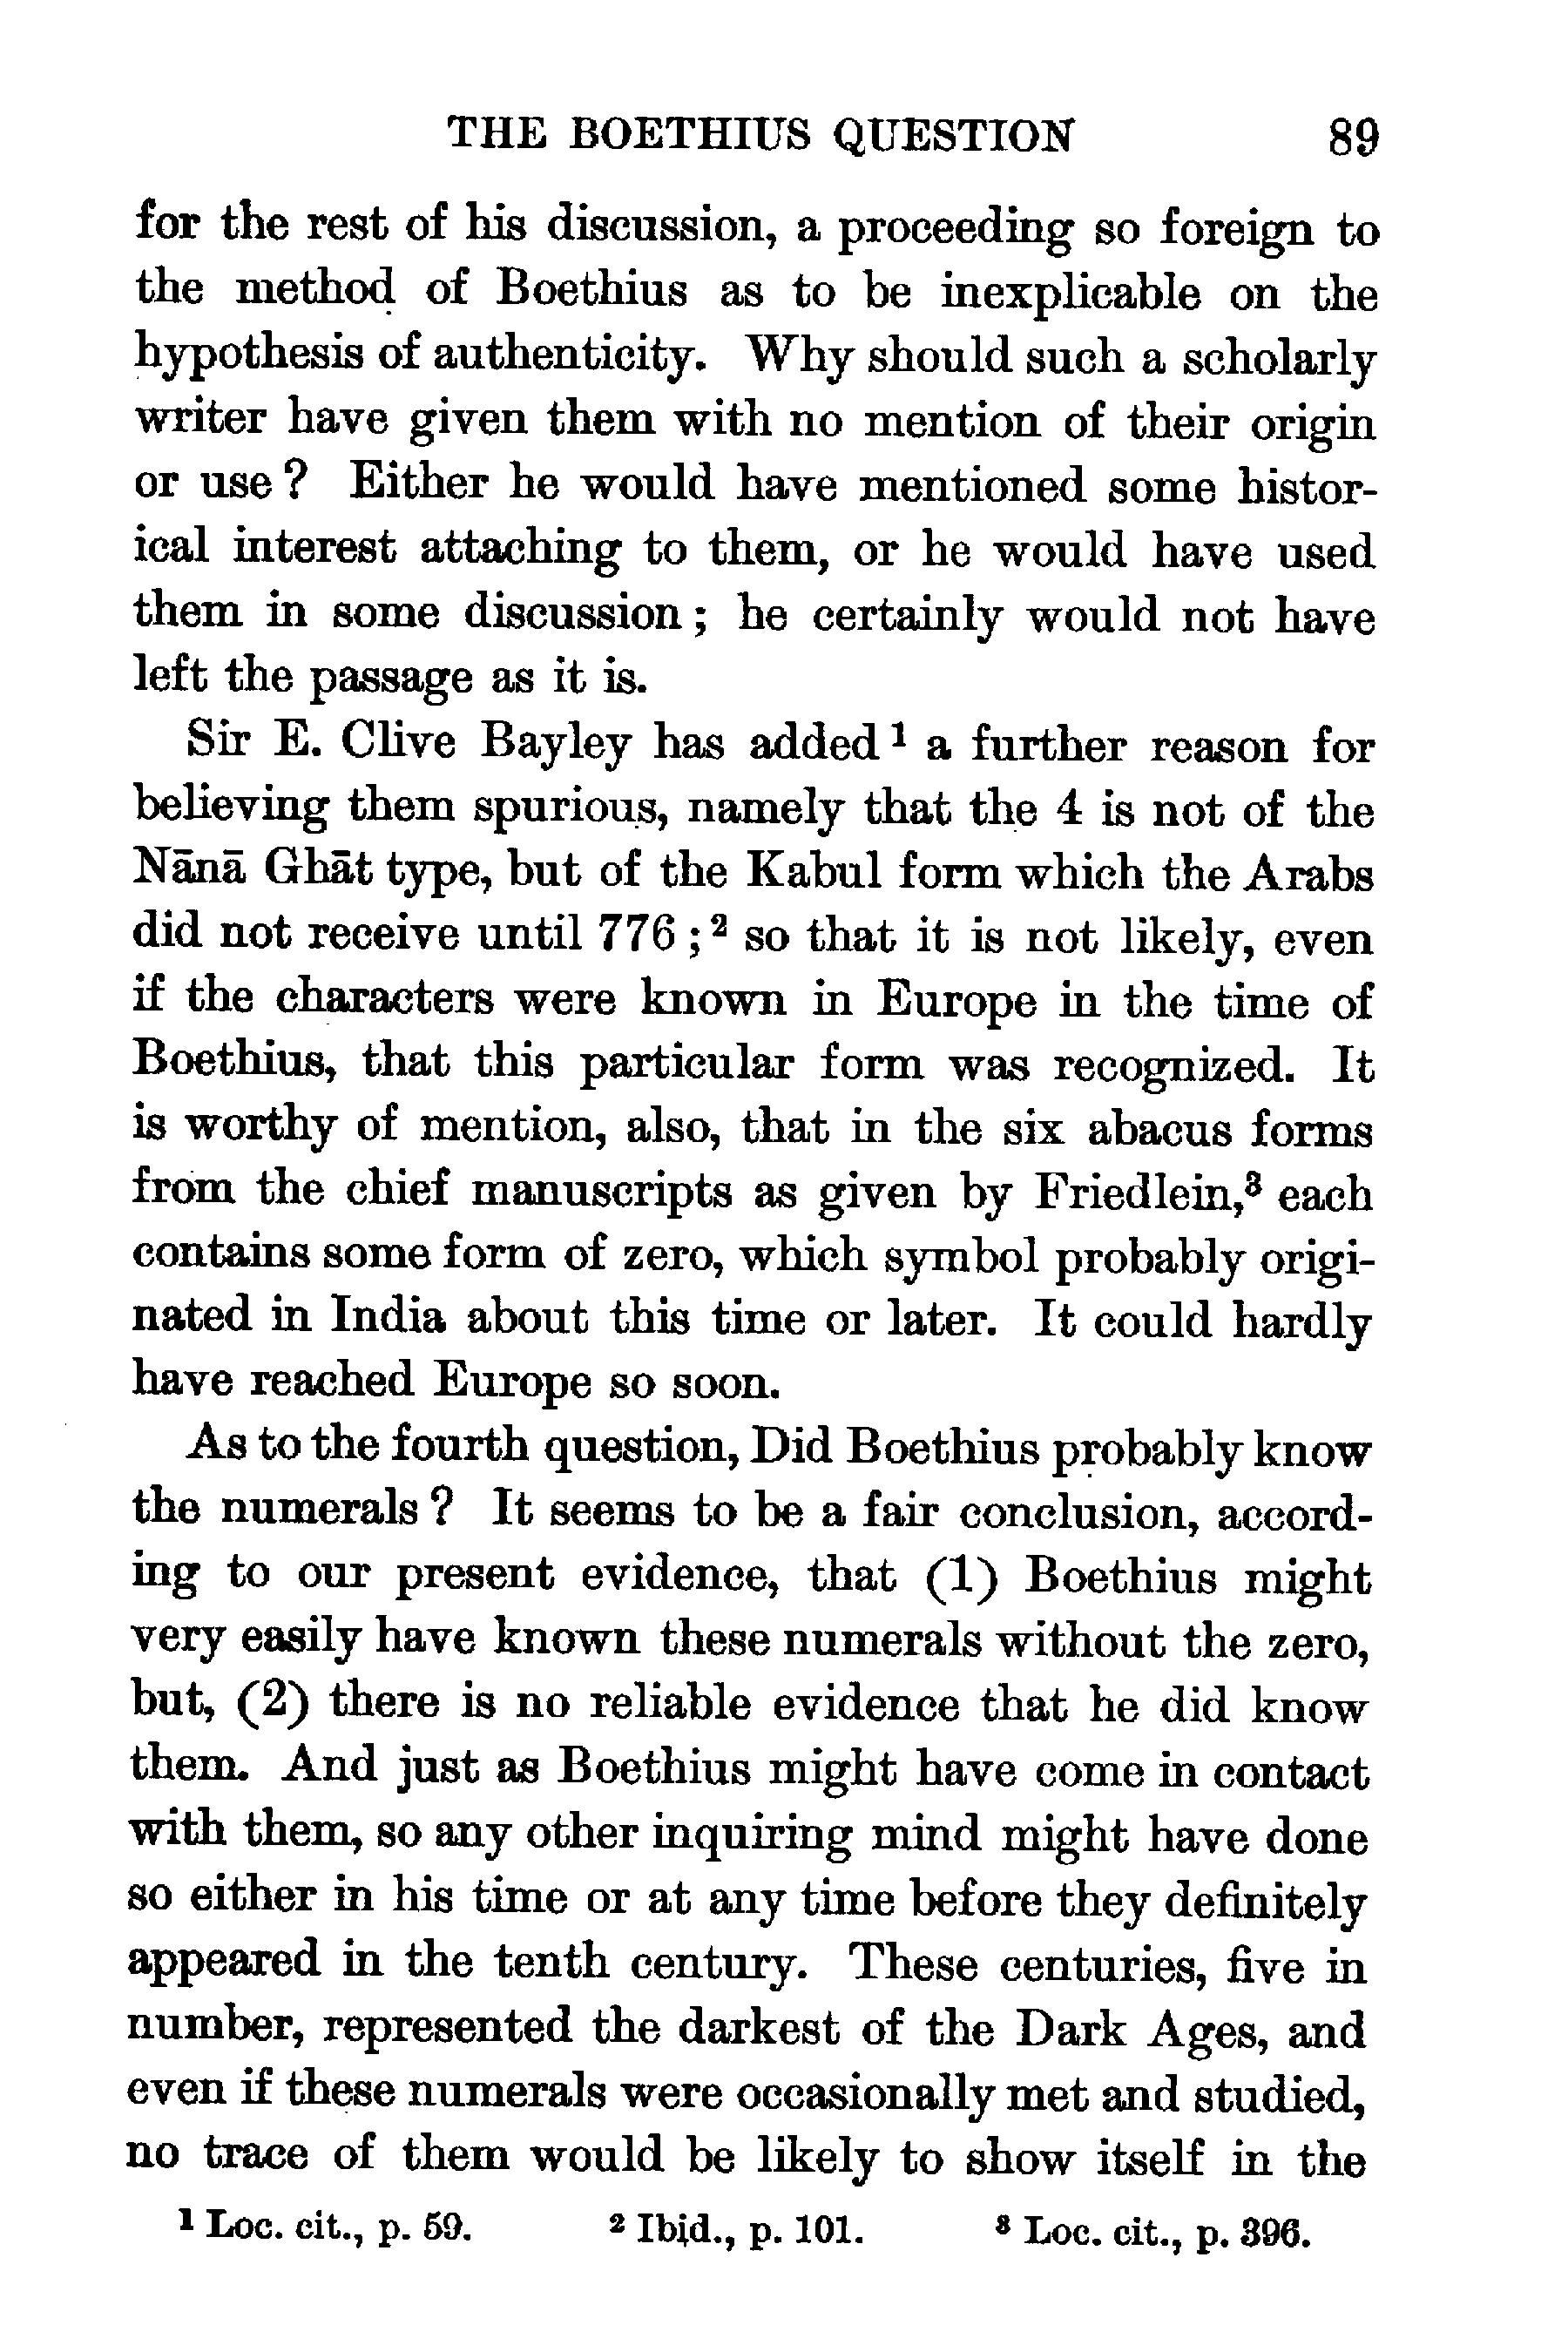 THE BOETHIUS QUESTION 89
for the rest of his discussion, a proceeding so foreign to
the method of Boethius as to be inexplicable on the
hypothesis of authenticity. Why should such a scholarly
writer have given them with no mention of their origin
or use? Either he would have mentioned some histor-
ical interest attaching to them, or he would have used
them in some discussion; he certainly would not have
left the passage as it is.
Sir E. Clive Bayley has added¹ a further reason for
believing them spurious, namely that the 4 is not of the
Nānā Ghāt type, but of the Kabul form which the Arabs
did not receive until 776;² so that it is not likely, even
if the characters were known in Europe in the time of
Boethius, that this particular form was recognized. It
is worthy of mention, also, that in the six abacus forms
from the chief manuscripts as given by Friedlein,³ each
contains some form of zero, which symbol probably origi-
nated in India about this time or later. It could hardly
have reached Europe so soon.
As to the fourth question, Did Boethius probably know
the numerals? It seems to be a fair conclusion, accord-
ing to our present evidence, that (1) Boethius might
very easily have known these numerals without the zero,
but, (2) there is no reliable evidence that he did know
them. And just as Boethius might have come in contact
with them, so any other inquiring mind might have done
so either in his time or at any time before they definitely
appeared in the tenth century. These centuries, five in
number, represented the darkest of the Dark Ages, and
even if these numerals were occasionally met and studied,
no trace of them would be likely to show itself in the
¹ Loc. cit., p. 59. ² Ibid., p. 101. ³ Loc. cit., p. 396.